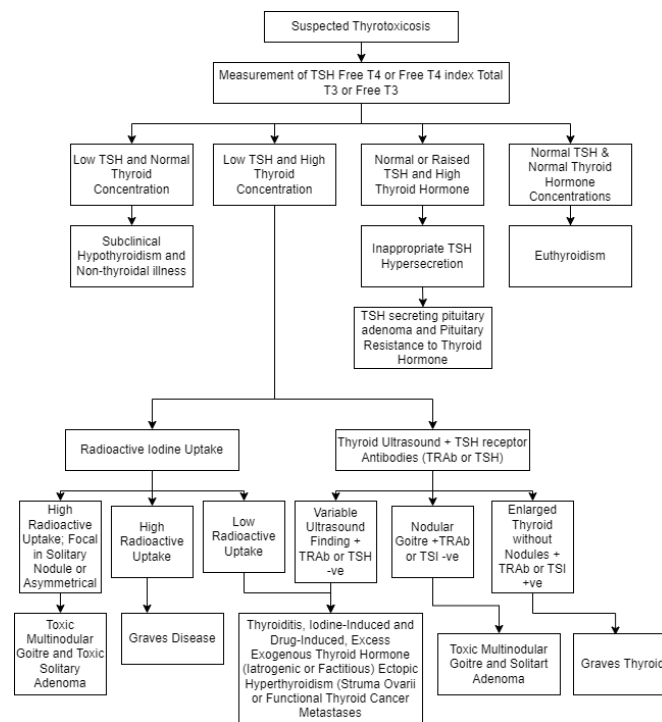 Suspected Thyrotoxicosis
Measurement of TSH Free T4 or Free T4 index Total
T3 or Free T3
Low TSH and Normal
Thyroid
Concentration
Low TSH and High
Thyroid
Concentration
Normal or Raised
TSH and High
Thyroid Hormone
Normal TSH &
Normal Thyroid
Hormone
Concentrations
Subclinical
Hypothyroidism and
Non-thyroidal illness
Inappropriate TSH
Hypersecretion
Euthyroidism
TSH secreting pituitary
adenoma and Pituitary
Resistance to Thyroid
Hormone
Radioactive Iodine Uptake
Thyroid Ultrasound + TSH receptor
Antibodies (TRAb or TSH)
High
Radioactive
Uptake; Focal
in Solitary
Nodule or
Asymmetrical
High
Radioactive
Uptake
Low
Radioactive
Uptake
Variable
Ultrasound
Finding +
TRAb or TSH
-ve
Nodular
Goitre +TRAb
or TSI -ve
Enlarged
Thyroid
without
Nodules +
TRAb or TSI
+ve
Toxic
Multinodular
Goitre and Toxic
Solitary
Adenoma
Graves Disease
Thyroiditis, Iodine-Induced and
Drug-Induced, Excess
Exogenous Thyroid Hormone
(Iatrogenic or Factitious) Ectopic
Hyperthyroidism (Struma Ovarii
or Functional Thyroid Cancer
Metastases
Toxic Multinodular
Goitre and Solitart
Adenoma
Graves Thyroid